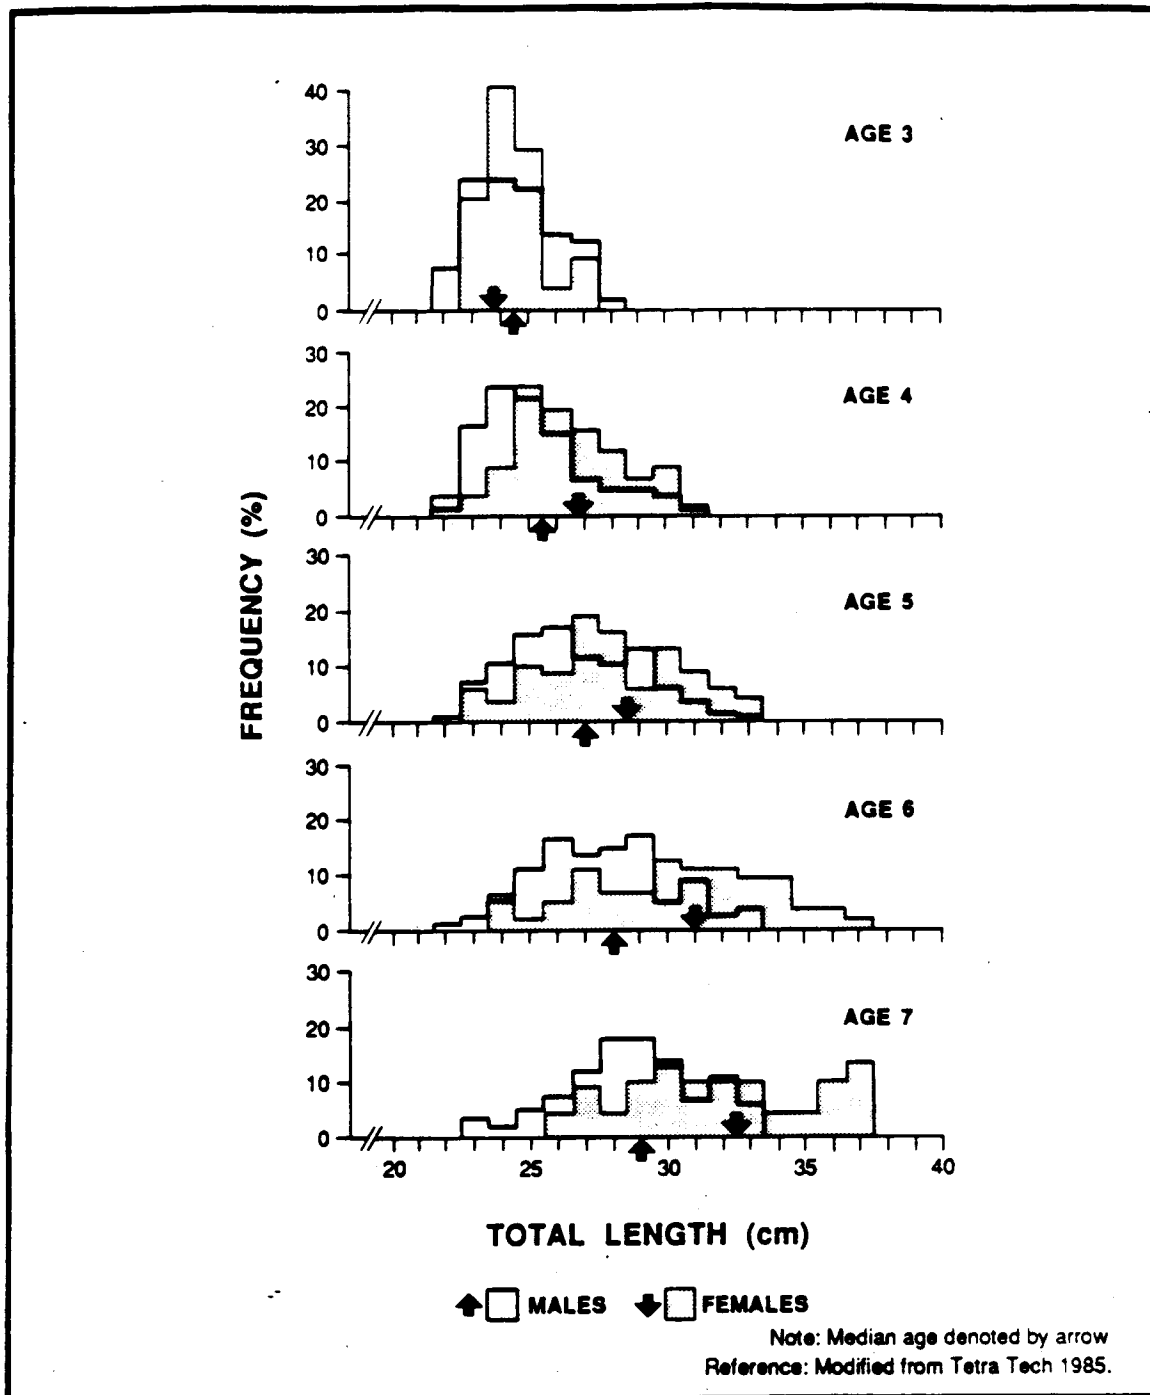 40
30
20
10
0
AGE 3
30
20
10
0
AGE 4
30
20
10
0
AGE 5
30
20
10
0
AGE 6
30
20
10
0
AGE 7
20 25 30 35 40
FREQUENCY (%)
TOTAL LENGTH (cm)
MALES FEMALES
Note: Median age denoted by arrow
Reference: Modified from Tetra Tech 1985.